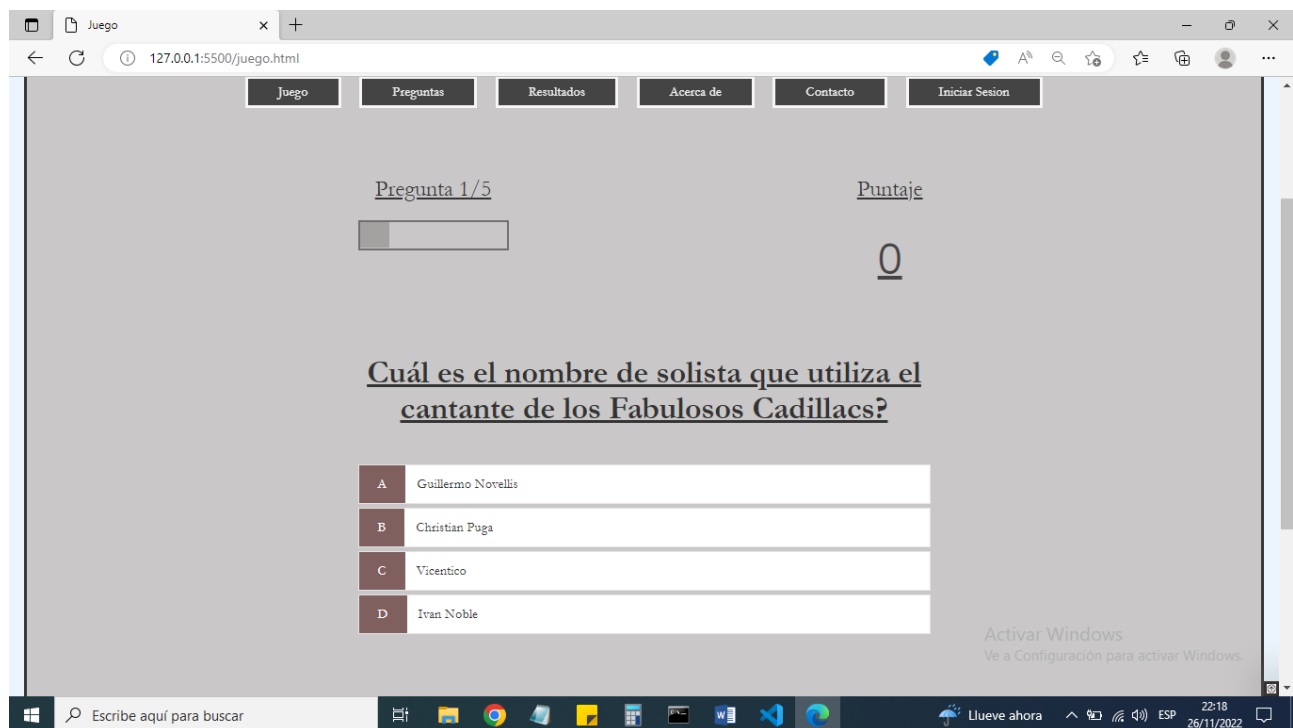 Juego
127.0.0.1:5500/juego.html
Juego Preguntas Resultados Acerca de Contacto Iniciar Sesion
Pregunta 1/5 Puntaje
0
Cuál es el nombre de solista que utiliza el
cantante de los Fabulosos Cadillacs?
A Guillermo Novellis
B Christian Puga
C Vicentico
D Ivan Noble
Activar Windows
Ve a Configuración para activar Windows.
Escribe aquí para buscar
Llueve ahora ESP 22:18
26/11/2022